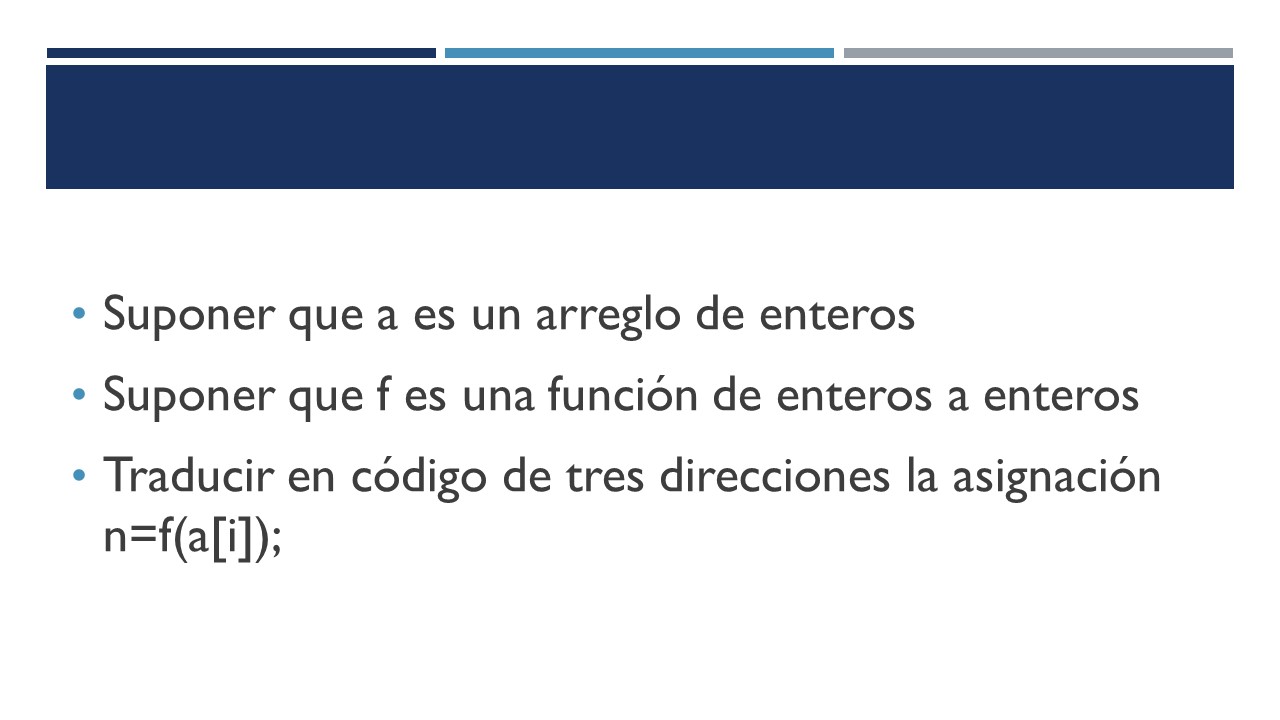 • Suponer que a es un arreglo de enteros
• Suponer que f es una función de enteros a enteros
• Traducir en código de tres direcciones la asignación
n=f(a[i]);